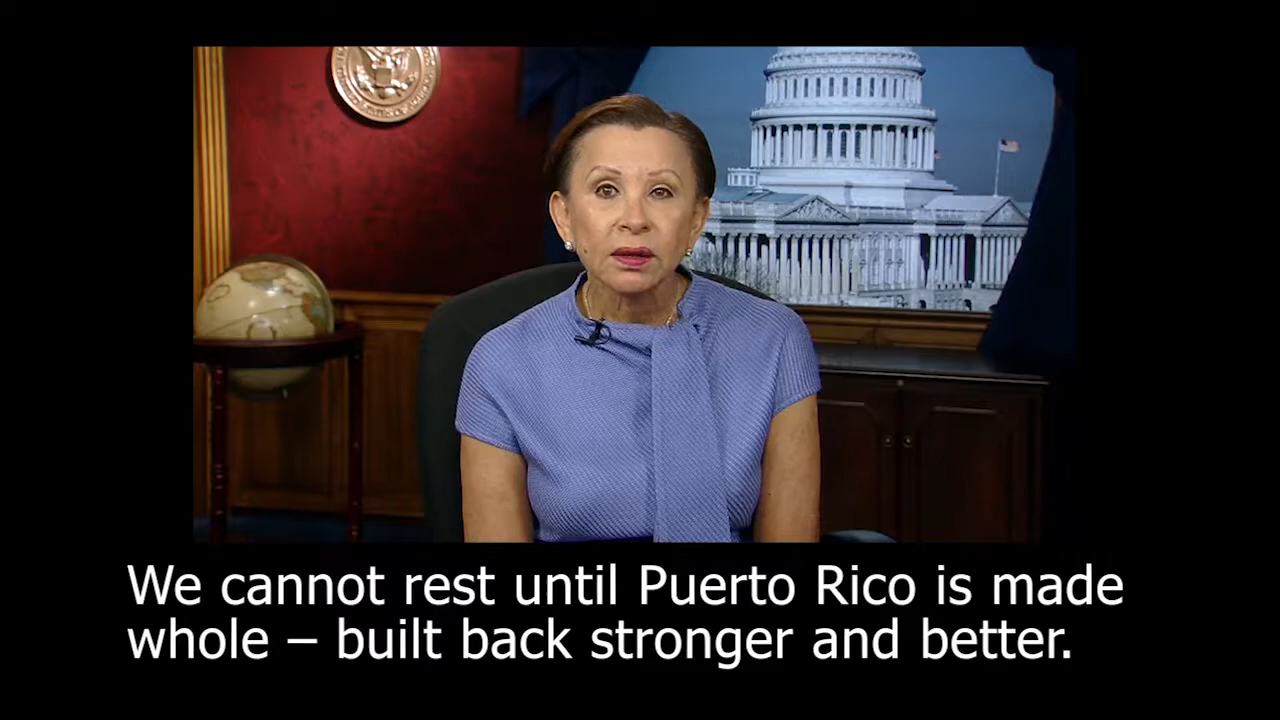 We cannot rest until Puerto Rico is made
whole – built back stronger and better.